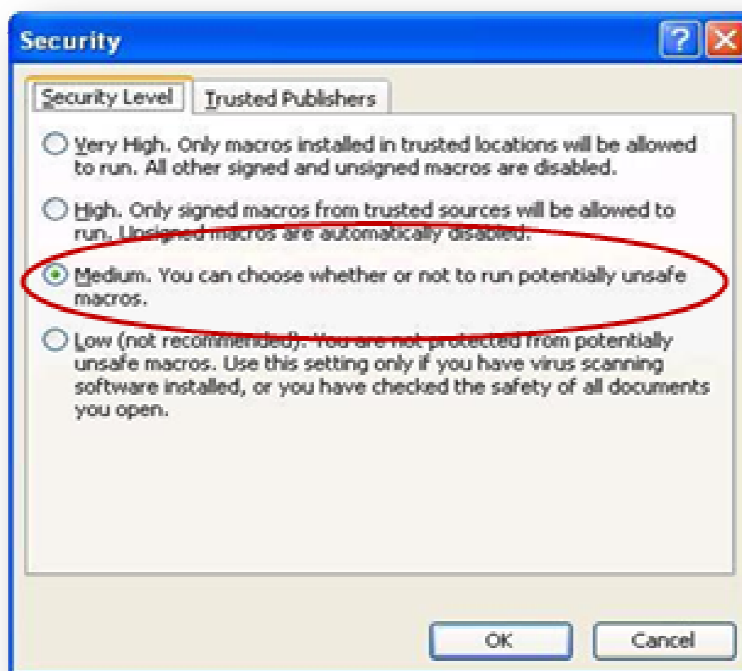 Security
Security Level
Trusted Publishers
Very High. Only macros installed in trusted locations will be allowed
to run. All other signed and unsigned macros are disabled.
High. Only signed macros from trusted sources will be allowed to
run. Unsigned macros are automatically disabled.
Medium. You can choose whether or not to run potentially unsafe
macros.
Low (not recommended). You are not protected from potentially
unsafe macros. Use this setting only if you have virus scanning
software installed, or you have checked the safety of all documents
you open.
OK
Cancel